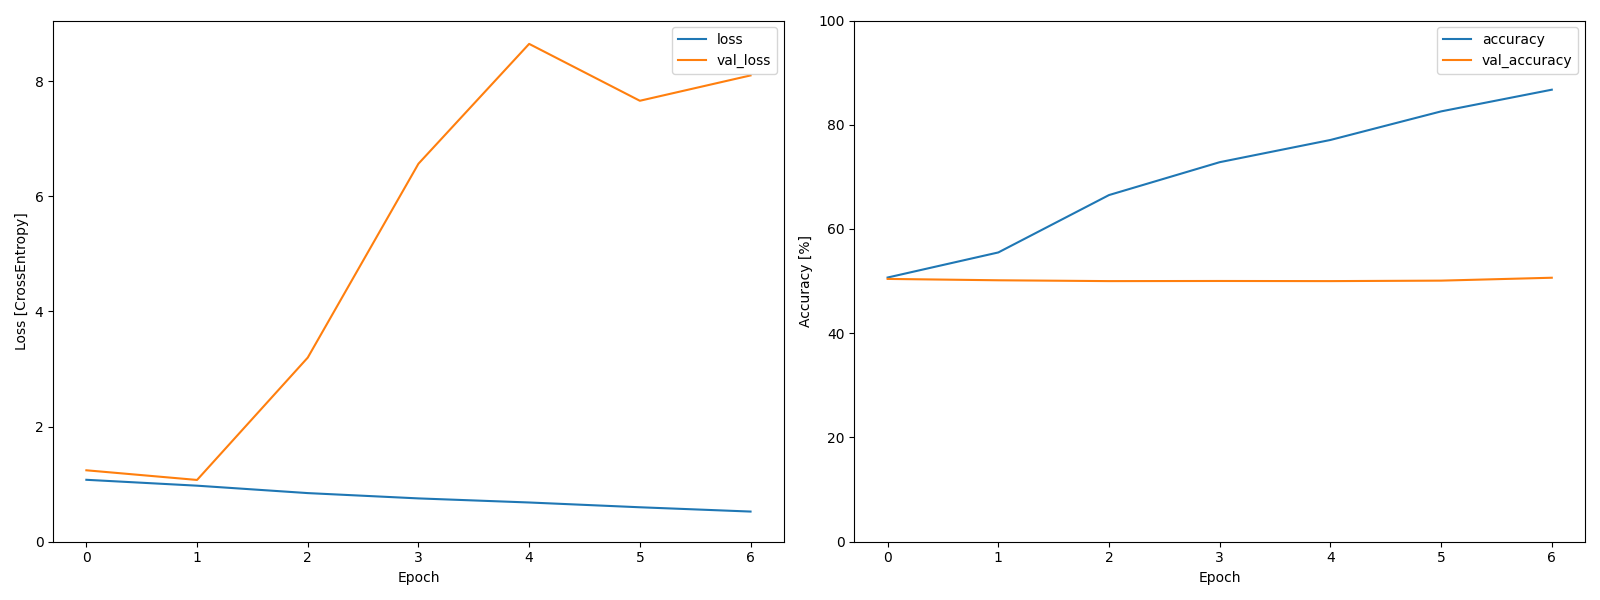 loss
val_loss
8
6
4
2
0
Loss [CrossEntropy]
0 1 2 3 4 5 6
Epoch
accuracy
val_accuracy
100
80
60
40
20
0
Accuracy [%]
0 1 2 3 4 5 6
Epoch